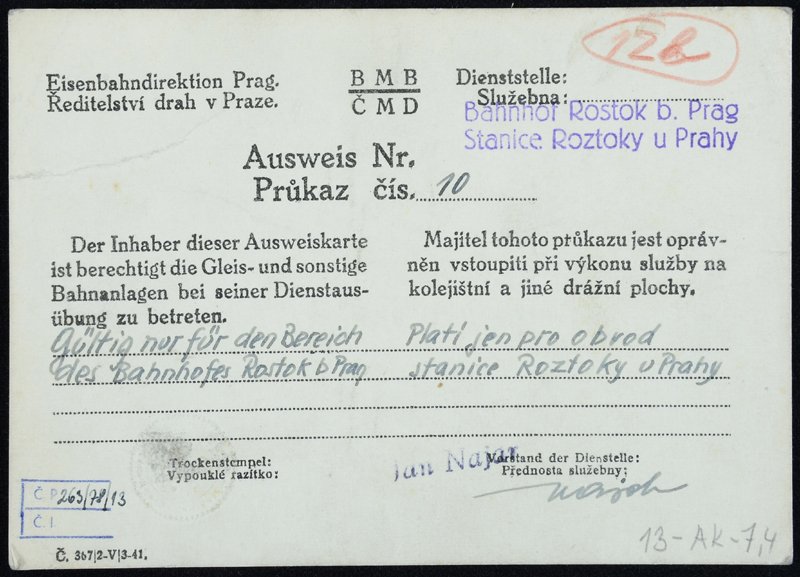 12b
Eisenbahndirektion Prag.
Ředitelství drah v Praze.
B M B
Č M D
Dienststelle:
Služebna:
Bahnhof Rostok b. Prag
Stanice Roztoky u Prahy
Ausweis Nr.
Průkaz čís. 10
Der Inhaber dieser Ausweiskarte
ist berechtigt die Gleis- und sonstige
Bahnanlagen bei seiner Dienstaus-
übung zu betreten.
Gültig nur für den Bereich
des Bahnhofes Rostok b Prag
Majitel tohoto průkazu jest opráv-
něn vstoupiti při výkonu služby na
kolejištní a jiné drážní plochy.
Platí jen pro obvod
stanice Roztoky u Prahy
Trockenstempel:
Vypouklé razítko:
Jan Najar
Vorstand der Dienstelle:
Přednosta služebny:
Č P 263/78/13
Č. I
13-AK-7,4
Č. 367|2-V|3-41.